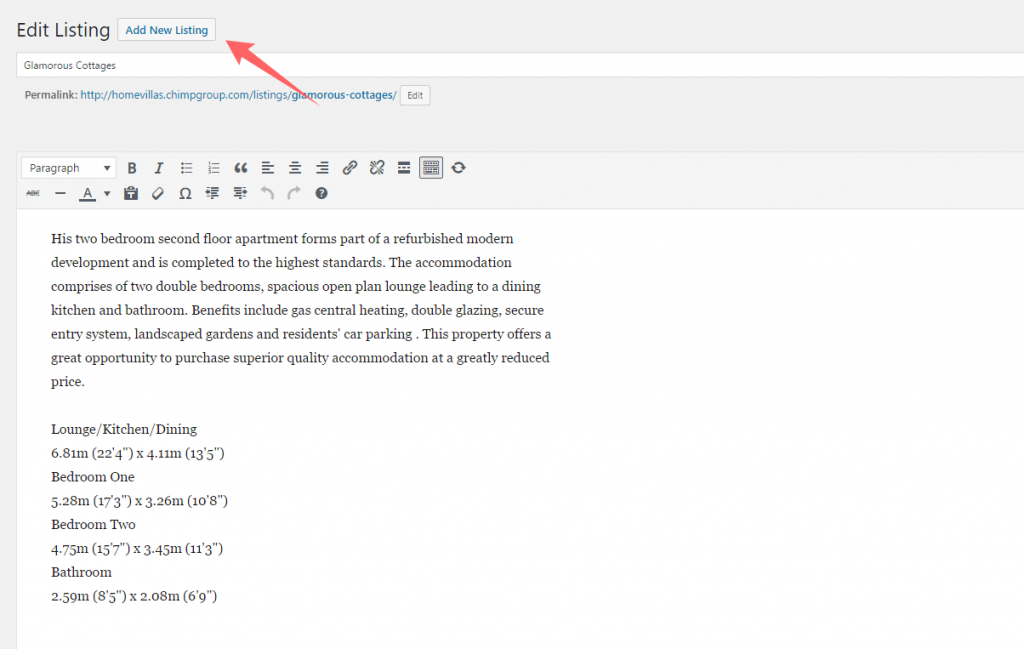 Edit Listing Add New Listing
Glamorous Cottages
Permalink: http://homevillas.chimpgroup.com/listings/glamorous-cottages/ Edit
Paragraph B I
ABC A Ω
His two bedroom second floor apartment forms part of a refurbished modern
development and is completed to the highest standards. The accommodation
comprises of two double bedrooms, spacious open plan lounge leading to a dining
kitchen and bathroom. Benefits include gas central heating, double glazing, secure
entry system, landscaped gardens and residents' car parking . This property offers a
great opportunity to purchase superior quality accommodation at a greatly reduced
price.
Lounge/Kitchen/Dining
6.81m (22'4") x 4.11m (13'5")
Bedroom One
5.28m (17'3") x 3.26m (10'8")
Bedroom Two
4.75m (15'7") x 3.45m (11'3")
Bathroom
2.59m (8'5") x 2.08m (6'9")